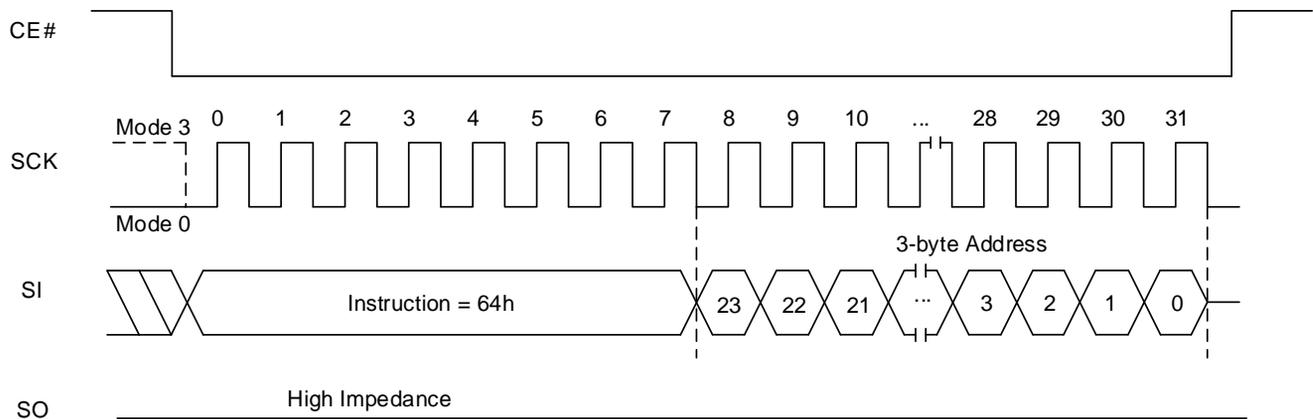 CE#
Mode 3
0 1 2 3 4 5 6 7 8 9 10 ... 28 29 30 31
SCK
Mode 0
3-byte Address
SI
Instruction = 64h
23 22 21 ... 3 2 1 0
High Impedance
SO